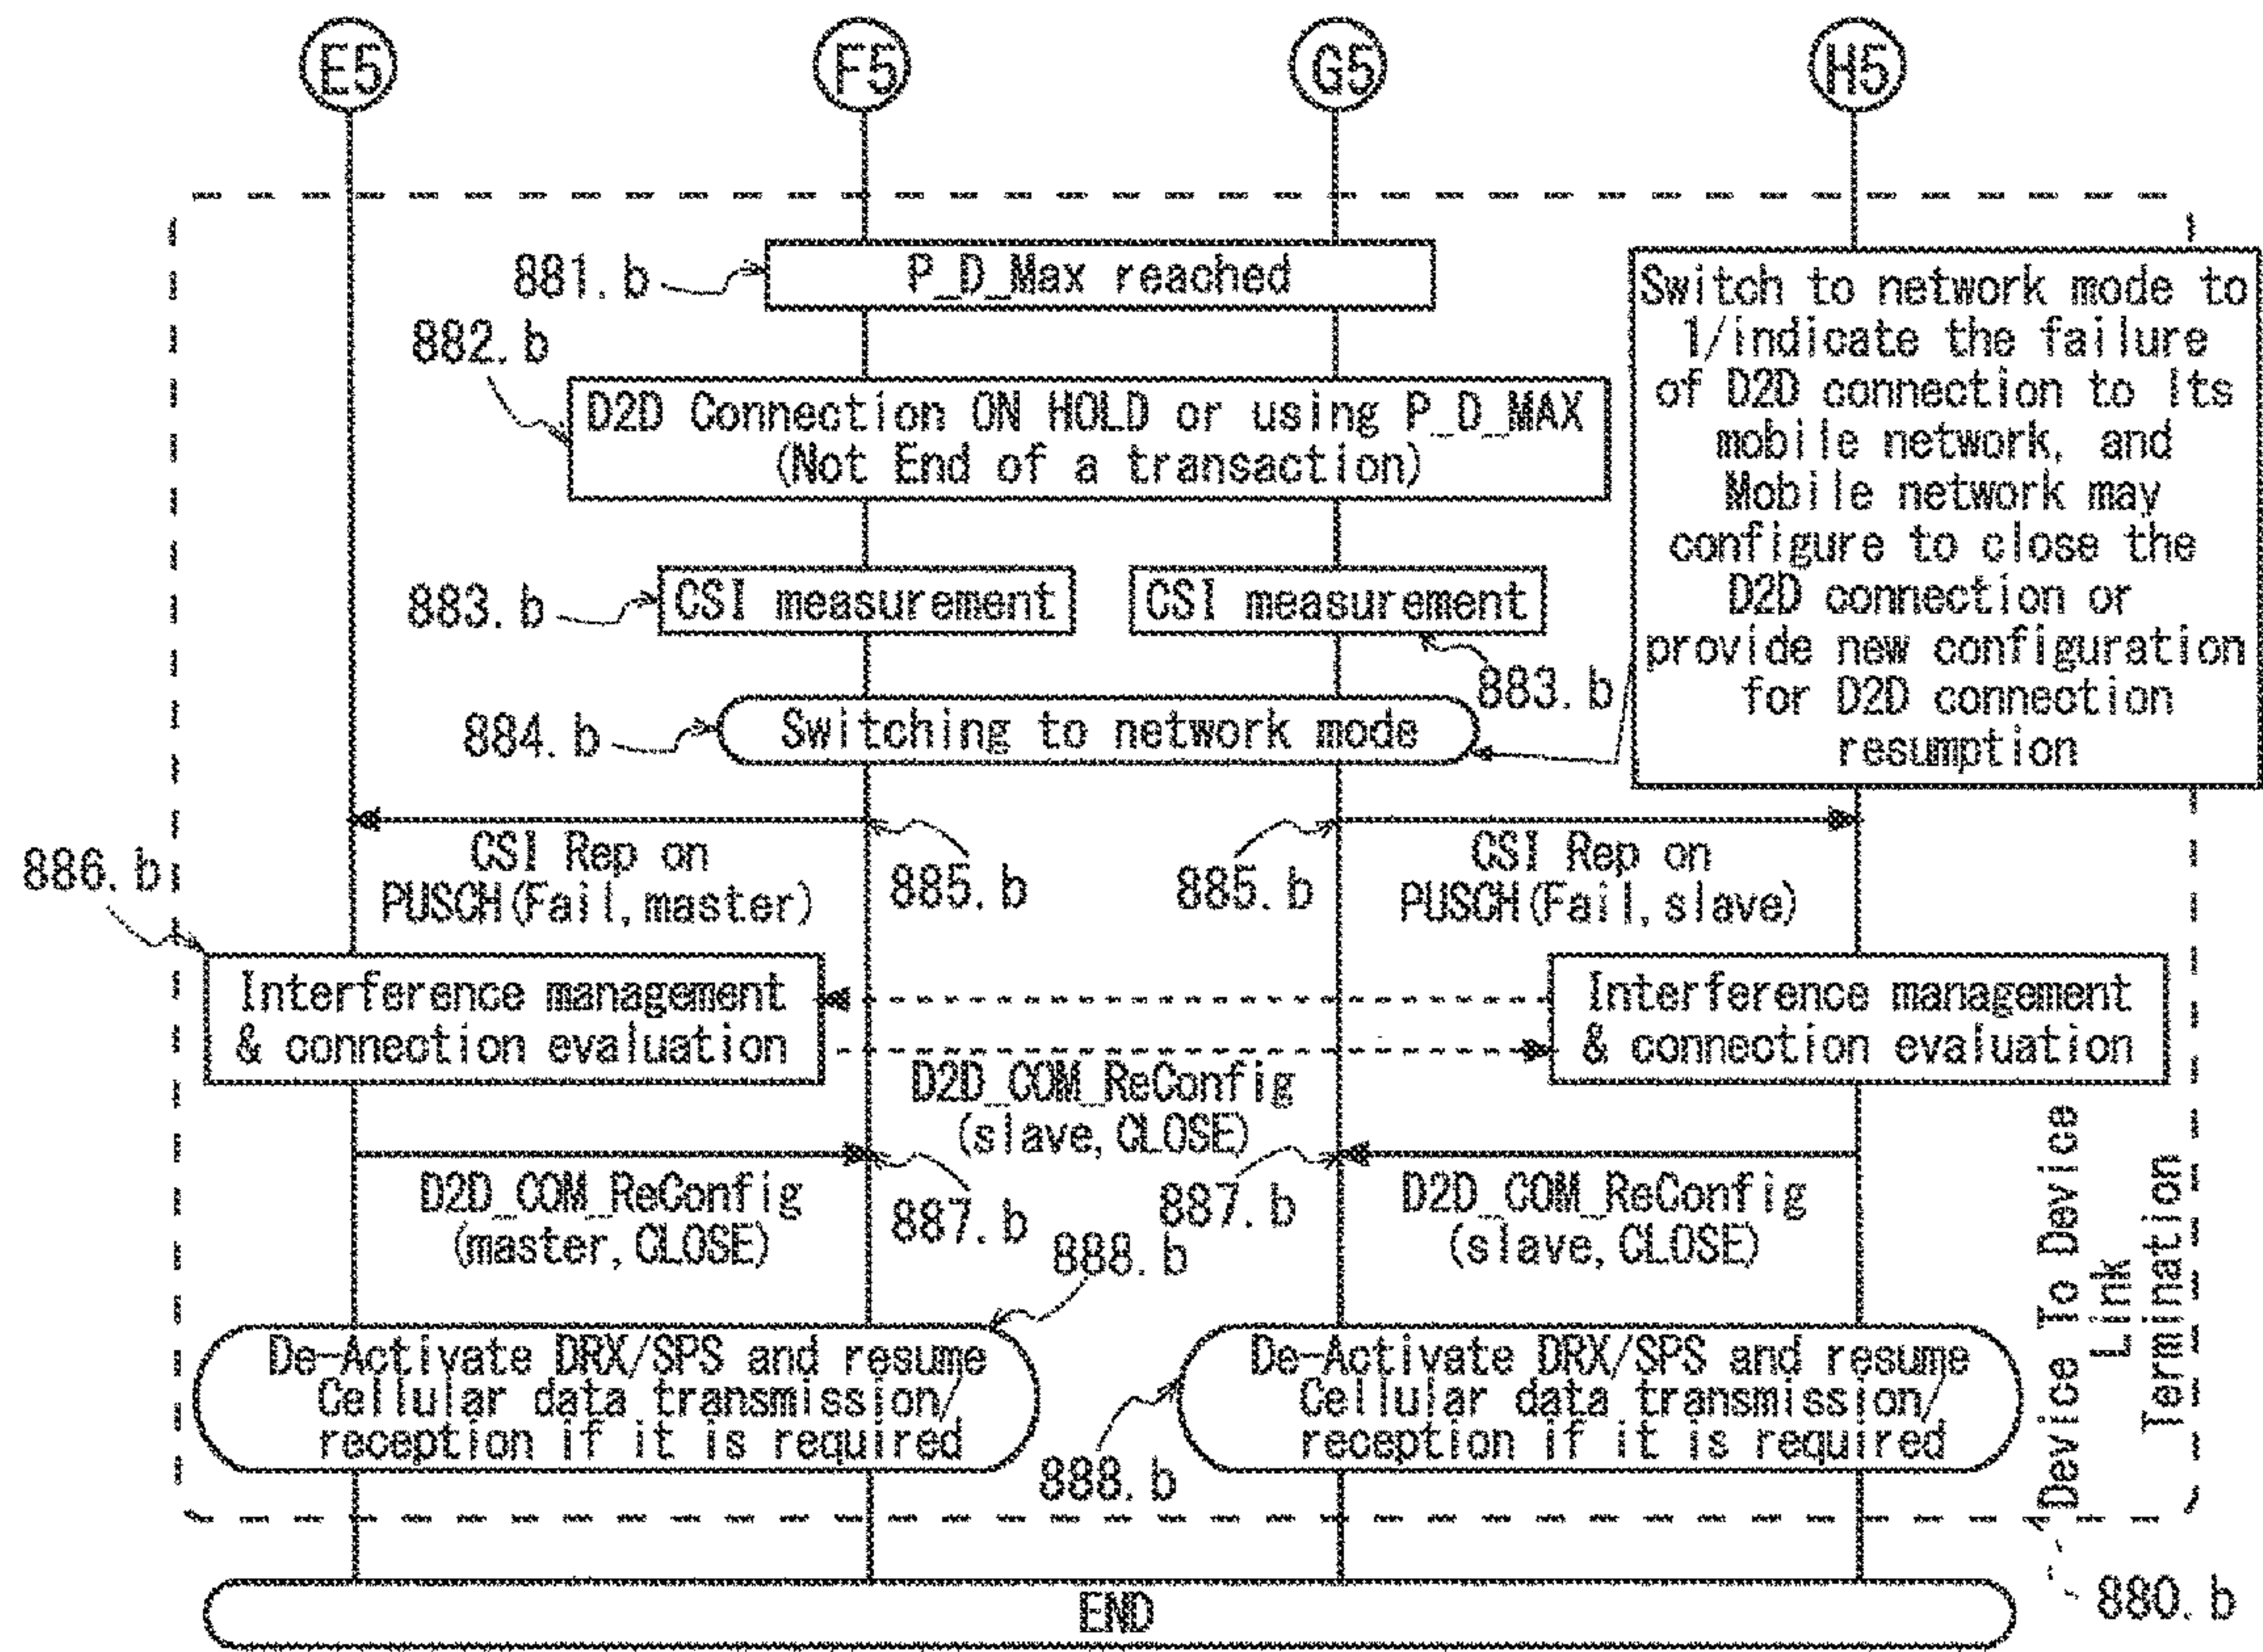 E5
F5
G5
H5
881.b
P_D_Max reached
882.b
D2D Connection ON HOLD or using P_D_MAX
(Not End of a transaction)
Switch to network mode to
1/indicate the failure
of D2D connection to Its
mobile network, and
Mobile network may
configure to close the
D2D connection or
provide new configuration
for D2D connection
resumption
883.b
CSI measurement
CSI measurement
883.b
884.b
Switching to network mode
CSI Rep on
PUSCH(Fail,master)
885.b
885.b
CSI Rep on
PUSCH(Fail,slave)
886.b
Interference management
& connection evaluation
Interference management
& connection evaluation
D2D_COM_ReConfig
(slave,CLOSE)
D2D_COM_ReConfig
(master,CLOSE)
887.b
887.b
D2D_COM_ReConfig
(slave,CLOSE)
888.b
De-Activate DRX/SPS and resume
Cellular data transmission/
reception if it is required
888.b
De-Activate DRX/SPS and resume
Cellular data transmission/
reception if it is required
Device To Device
Link
Termination
880.b
END